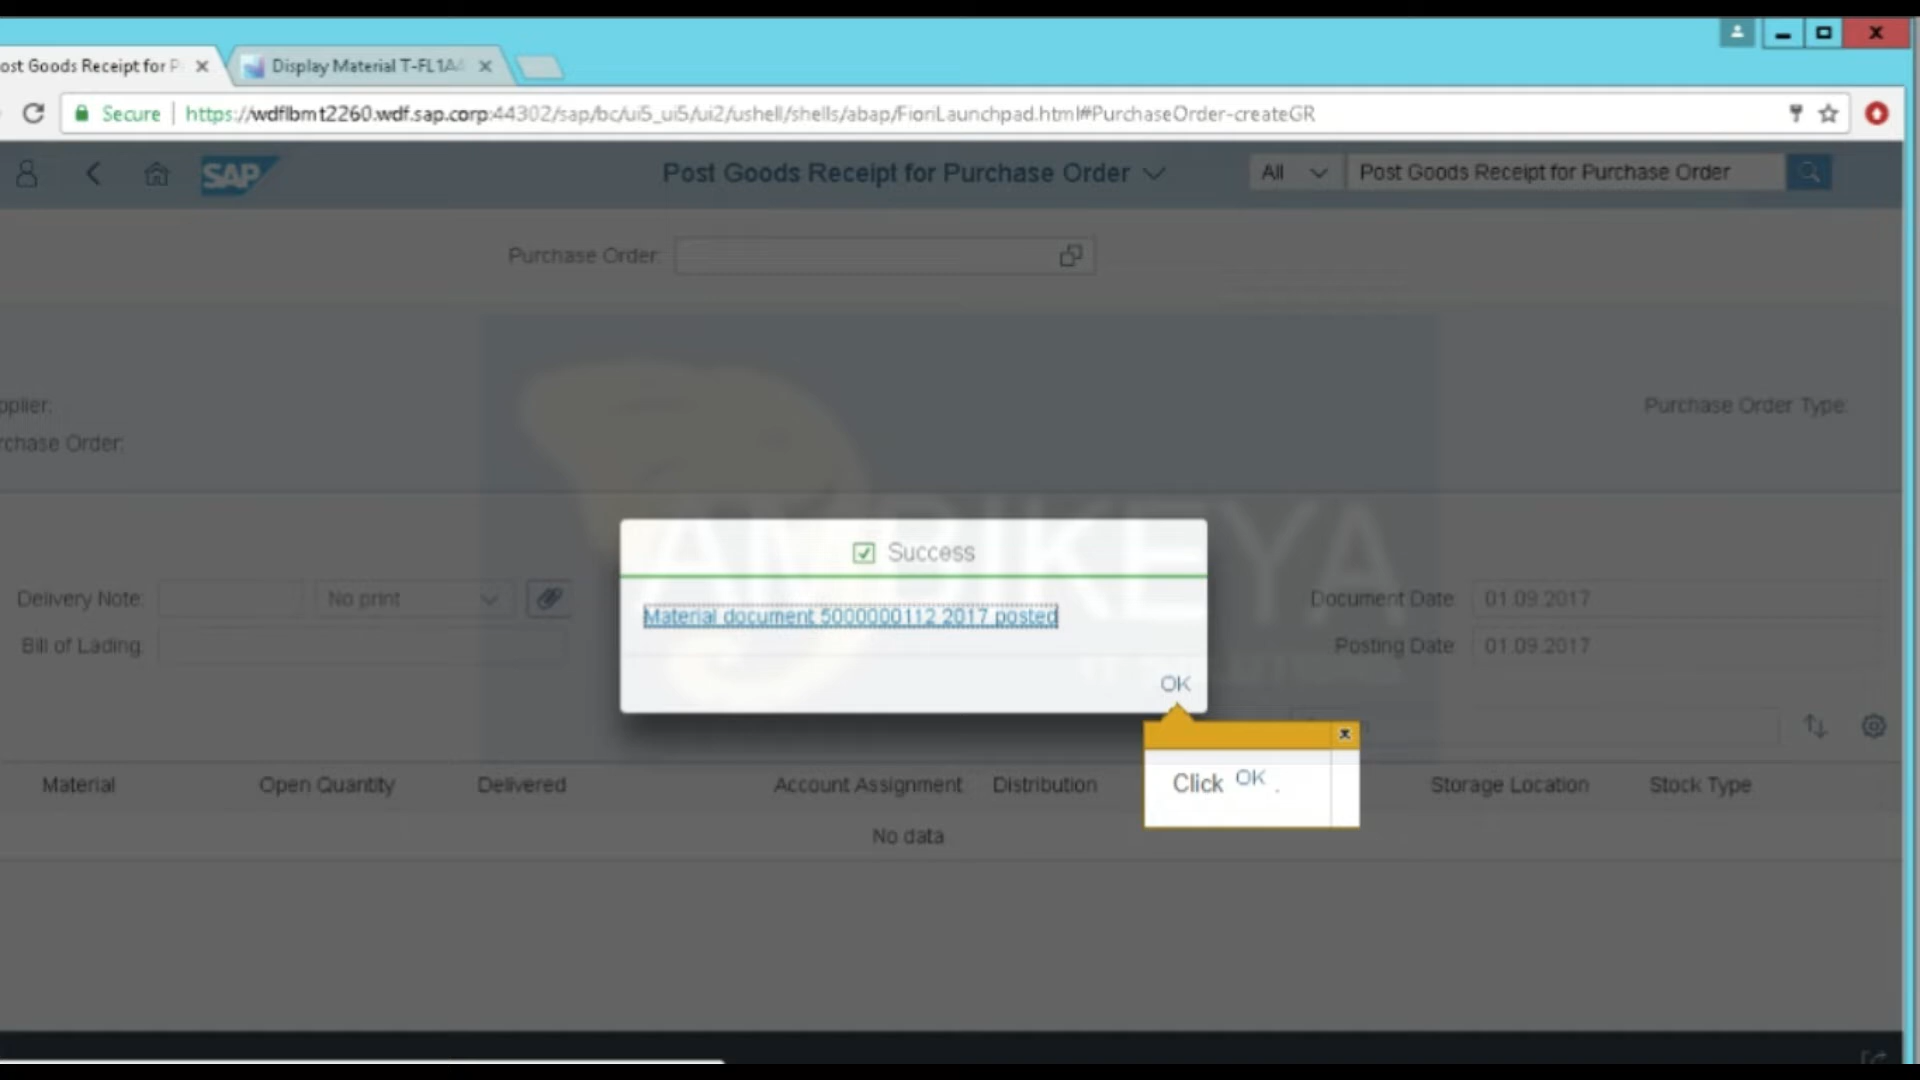 ost Goods Receipt for P
Display Material T-FL1A
Secure
https://wdflbmt2260.wdf.sap.corp:44302/sap/bc/ui5_ui5/ui2/ushell/shells/abap/FioriLaunchpad.html#PurchaseOrder-createGR
SAP
Post Goods Receipt for Purchase Order
All
Post Goods Receipt for Purchase Order
Purchase Order:
pplier:
Purchase Order Type:
rchase Order:
AMBIKEYA
Success
Material document 5000000112 2017 posted
OK
Delivery Note:
No print
Document Date:
01.09.2017
Bill of Lading:
Posting Date:
01.09.2017
Click OK .
Material
Open Quantity
Delivered
Account Assignment
Distribution
Storage Location
Stock Type
No data